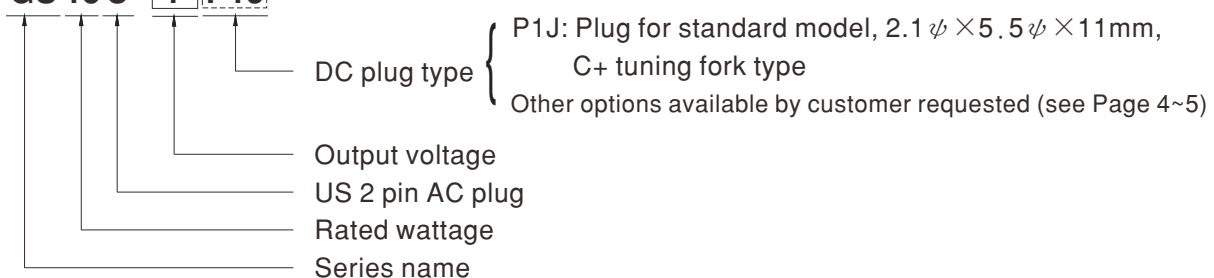 P1J: Plug for standard model, 2.1ψ×5.5ψ×11mm,
DC plug type
C+ tuning fork type
Other options available by customer requested (see Page 4~5)
Output voltage
US 2 pin AC plug
Rated wattage
Series name